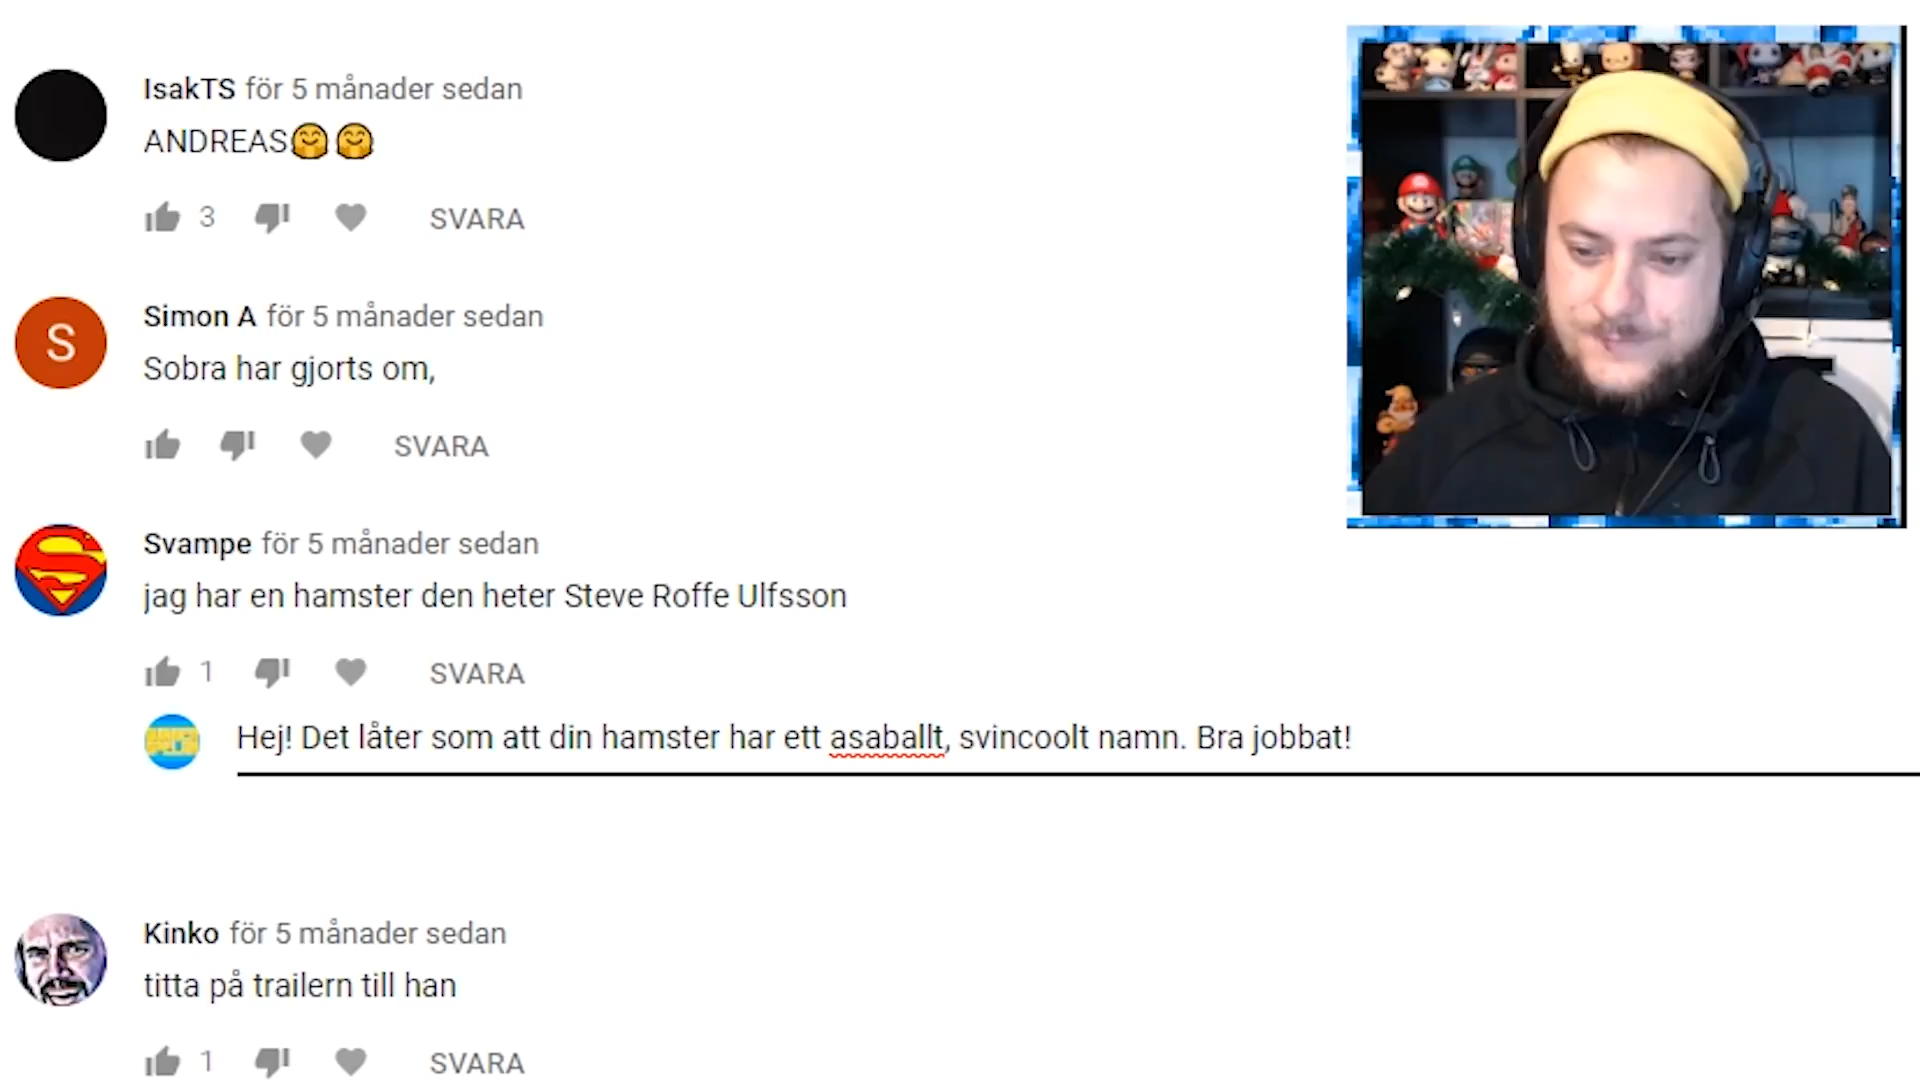 IsakTS för 5 månader sedan
ANDREAS🤗🤗
3 SVARA
S
Simon A för 5 månader sedan
Sobra har gjorts om,
SVARA
Svampe för 5 månader sedan
jag har en hamster den heter Steve Roffe Ulfsson
1 SVARA
Hej! Det låter som att din hamster har ett asaballt, svincoolt namn. Bra jobbat!
Kinko för 5 månader sedan
titta på trailern till han
1 SVARA